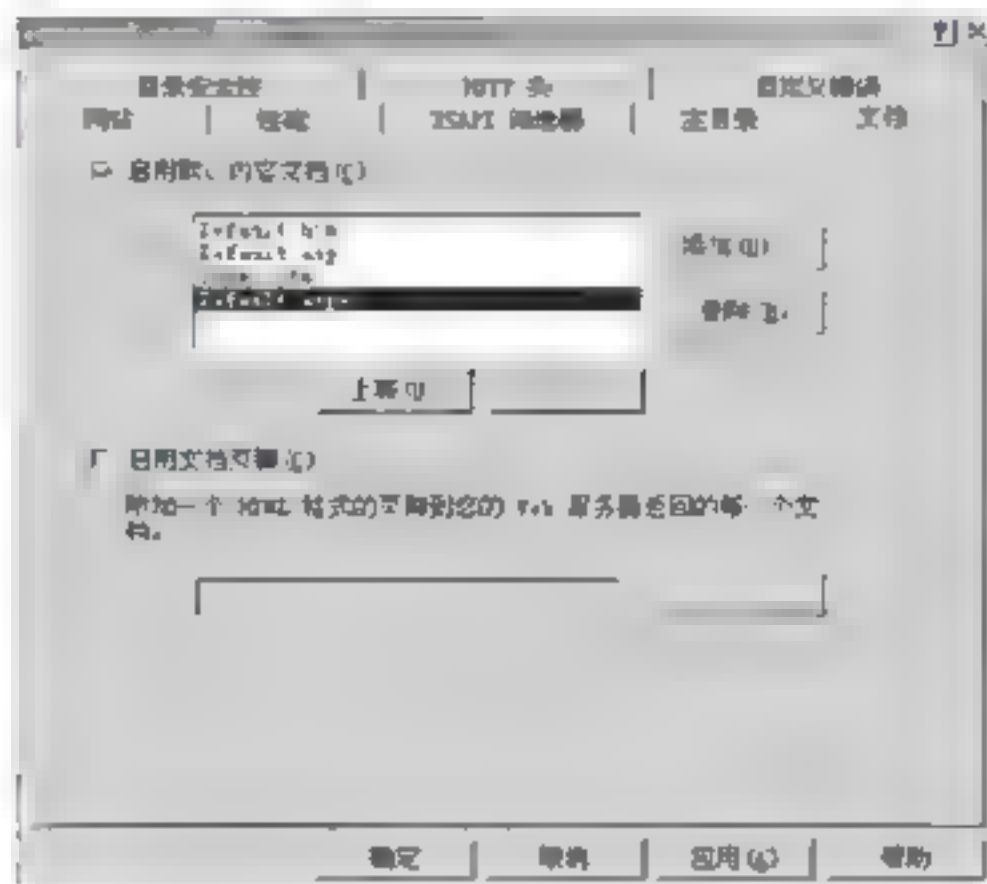 目录安全性 HTTP 头 自定义错误
网站 性能 ISAPI 筛选器 主目录 文档
启用默认内容文档(C)
Default.htm
Default.asp
Default.aspx
添加(D)
删除(R)
上移(U)
启用文档页脚(E)
附加一个 HTML 格式的页脚到您的 Web 服务器返回的每一个文
档。
确定 取消 应用(A) 帮助